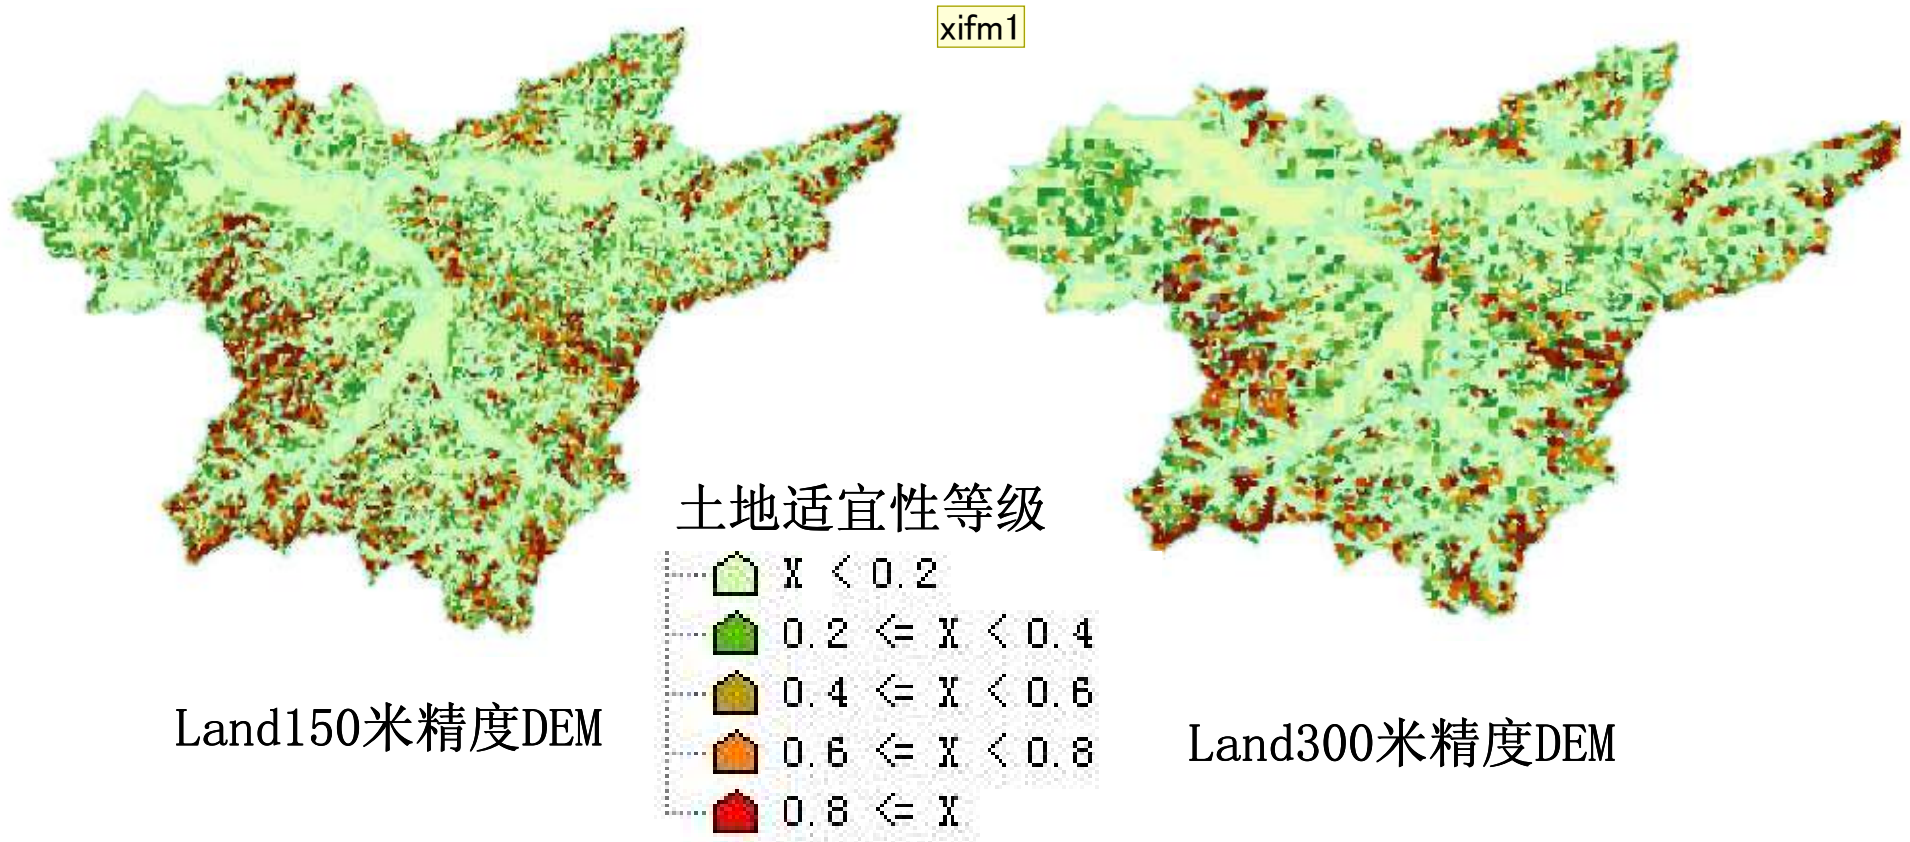 xifm1
土地适宜性等级
X < 0.2
0.2 <= X < 0.4
0.4 <= X < 0.6
0.6 <= X < 0.8
0.8 <= X
Land150米精度DEM
Land300米精度DEM